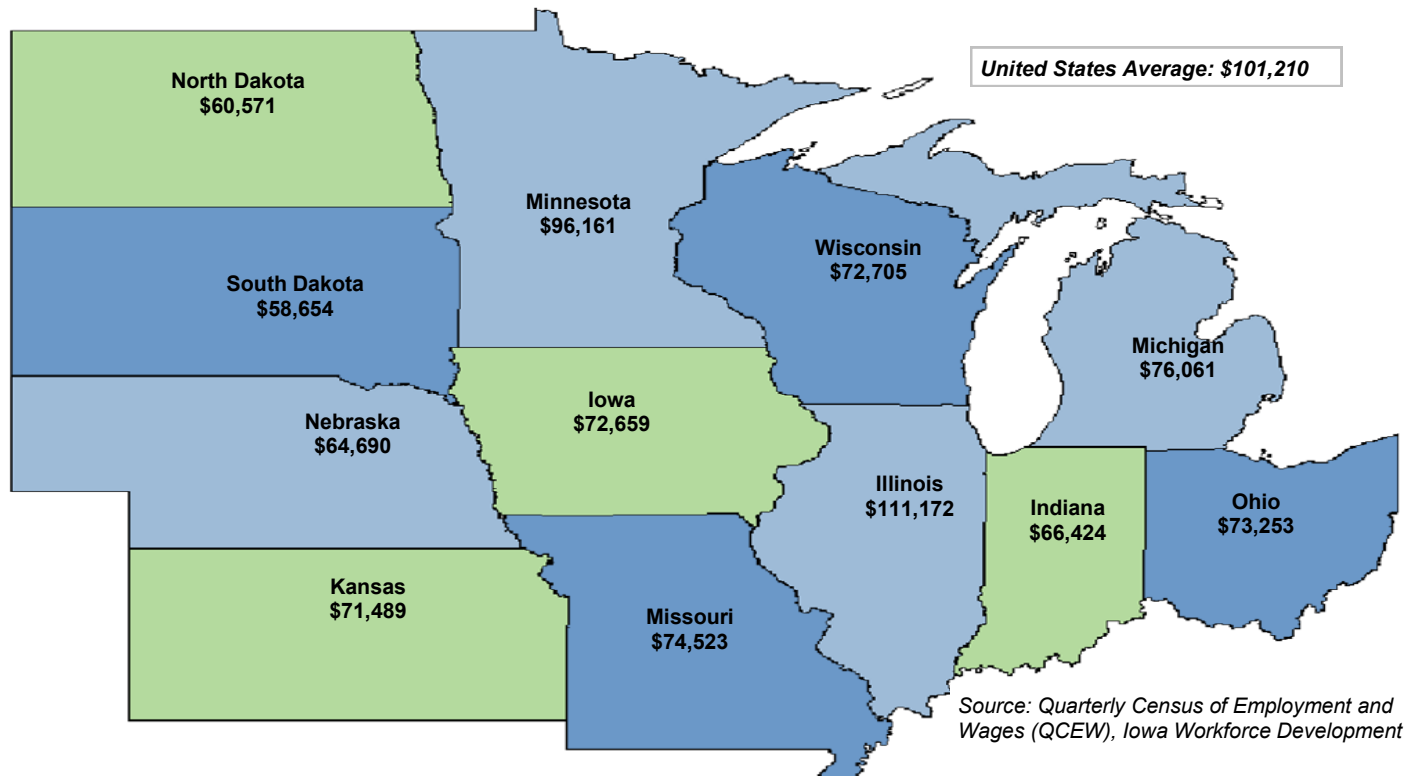 United States Average: $101,210
North Dakota
$60,571
Minnesota
$96,161
Wisconsin
$72,705
South Dakota
$58,654
Michigan
$76,061
Iowa
$72,659
Nebraska
$64,690
Illinois
$111,172
Indiana
$66,424
Ohio
$73,253
Kansas
$71,489
Missouri
$74,523
Source: Quarterly Census of Employment and
Wages (QCEW), Iowa Workforce Development